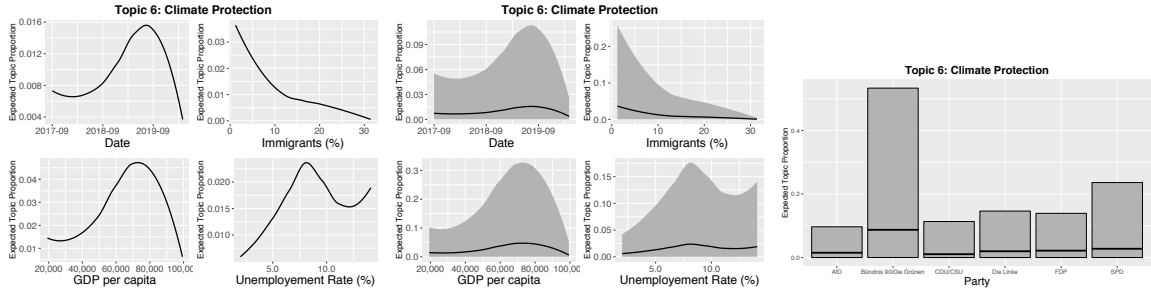 Topic 6: Climate Protection
Expected Topic Proportion
0.016
0.012
0.008
0.004
2017-09 2018-09 2019-09
Date
Expected Topic Proportion
0.03
0.02
0.01
0.00
0 10 20 30
Immigrants (%)
Expected Topic Proportion
0.04
0.03
0.02
0.01
20,000 40,000 60,000 80,000 100,00
GDP per capita
Expected Topic Proportion
0.020
0.015
0.010
5.0 10.0
Unemployment Rate (%)
Topic 6: Climate Protection
Expected Topic Proportion
0.09
0.06
0.03
0.00
2017-09 2018-09 2019-09
Date
Expected Topic Proportion
0.2
0.1
0.0
0 10 20 30
Immigrants (%)
Expected Topic Proportion
0.3
0.2
0.1
0.0
20,000 40,000 60,000 80,000 100,00
GDP per capita
Expected Topic Proportion
0.15
0.10
0.05
0.00
5.0 10.0
Unemployment Rate (%)
Topic 6: Climate Protection
Expected Topic Proportion
0.4
0.2
0.0
AfD Bündnis 90/Die Grünen CDU/CSU Die Linke FDP SPD
Party